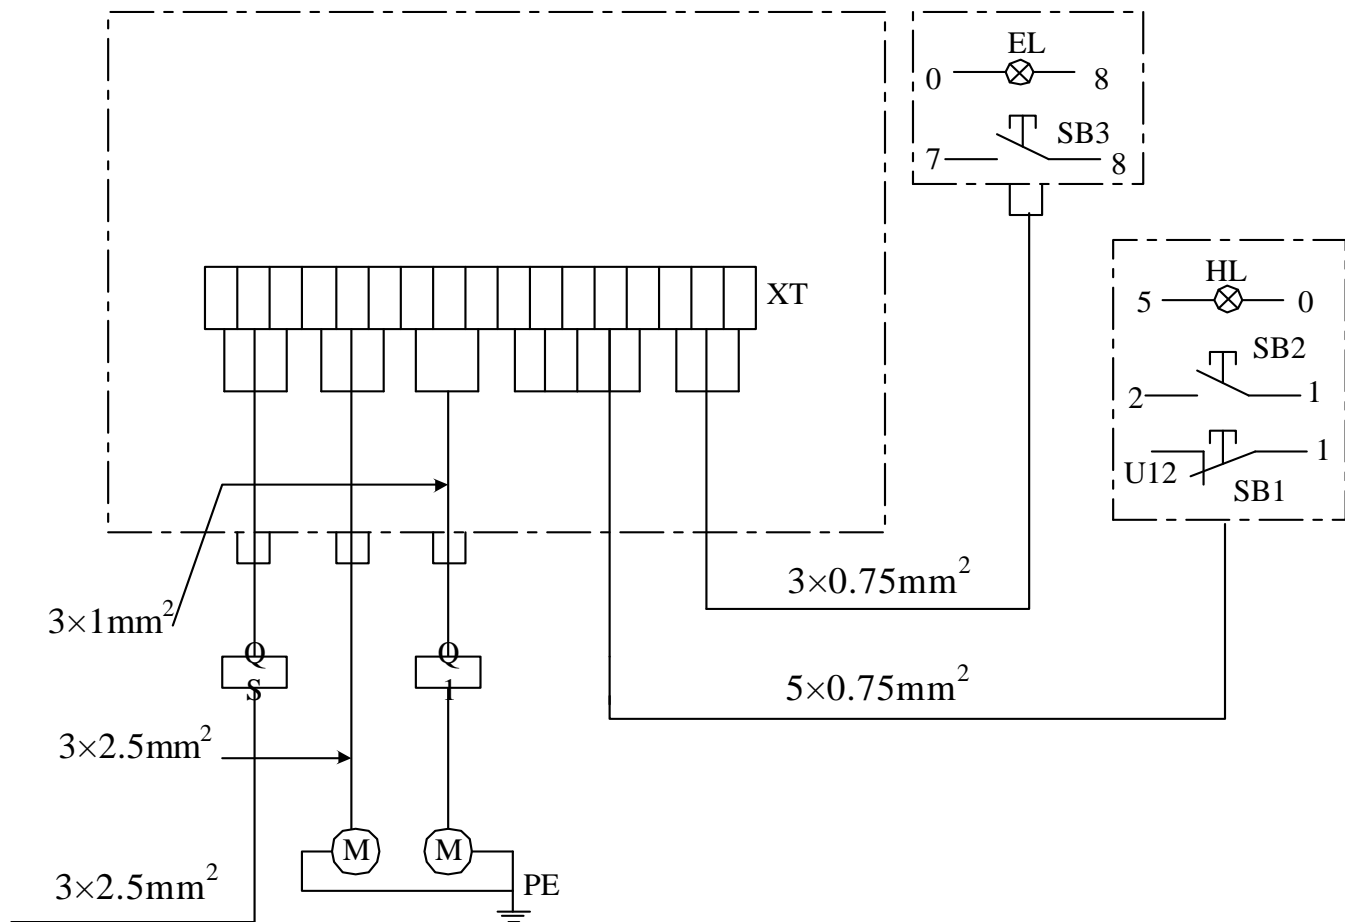 EL
0 8
SB3
7 8
XT
HL
5 0
SB2
2 1
U12 1
SB1
3×0.75mm²
3×1mm²
Q
S
Q
1
5×0.75mm²
3×2.5mm²
M M
3×2.5mm² PE